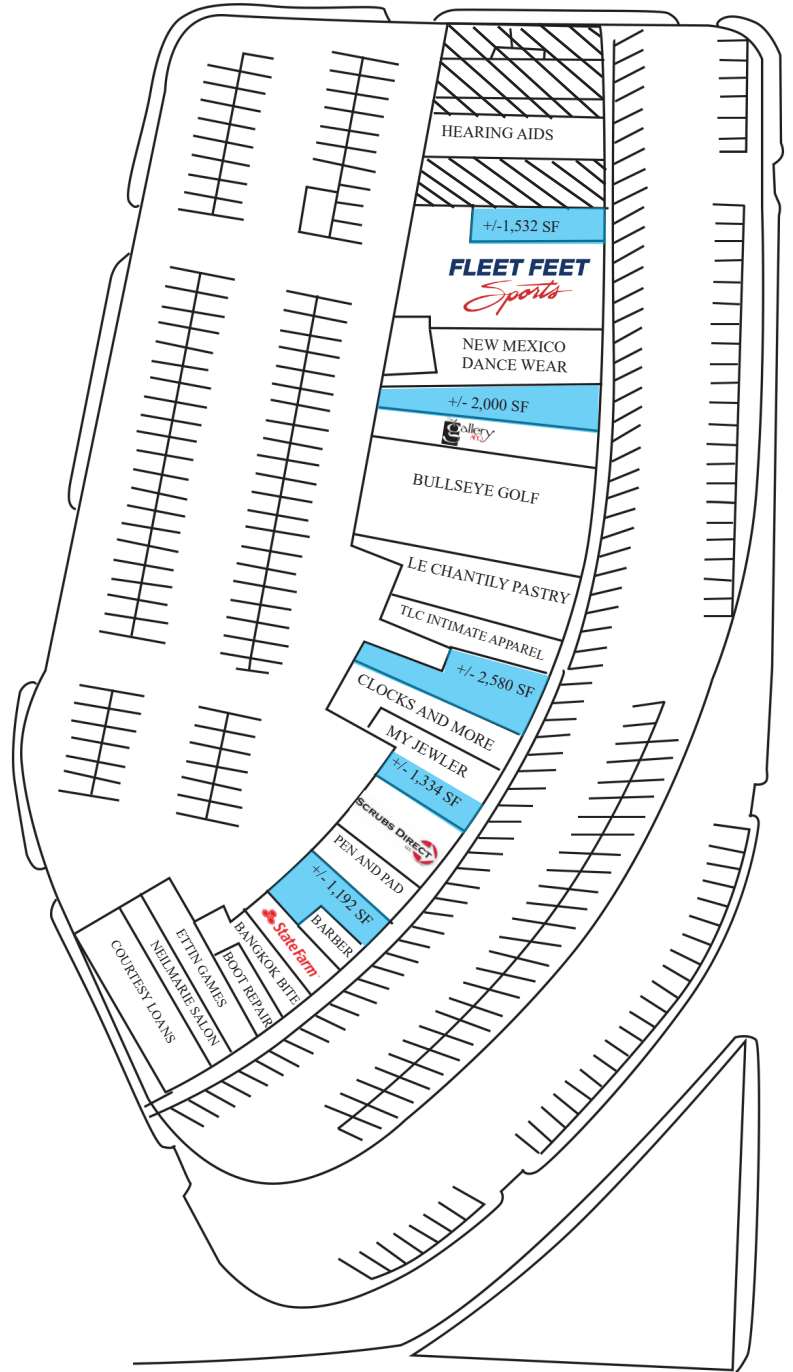 HEARING AIDS
+/-1,532 SF
FLEET FEET
Sports
NEW MEXICO
DANCE WEAR
+/- 2,000 SF
gallery
BULLSEYE GOLF
LE CHANTILY PASTRY
TLC INTIMATE APPAREL
+/- 2,580 SF
CLOCKS AND MORE
MY JEWLER
+/- 1,334 SF
SCRUBS DIRECT
PEN AND PAD
+/- 1,192 SF
BARBER
StateFarm
BANGKOK BITE
BOOT REPAIR
ETTIN GAMES
NEILMARIE SALON
COURTESY LOANS